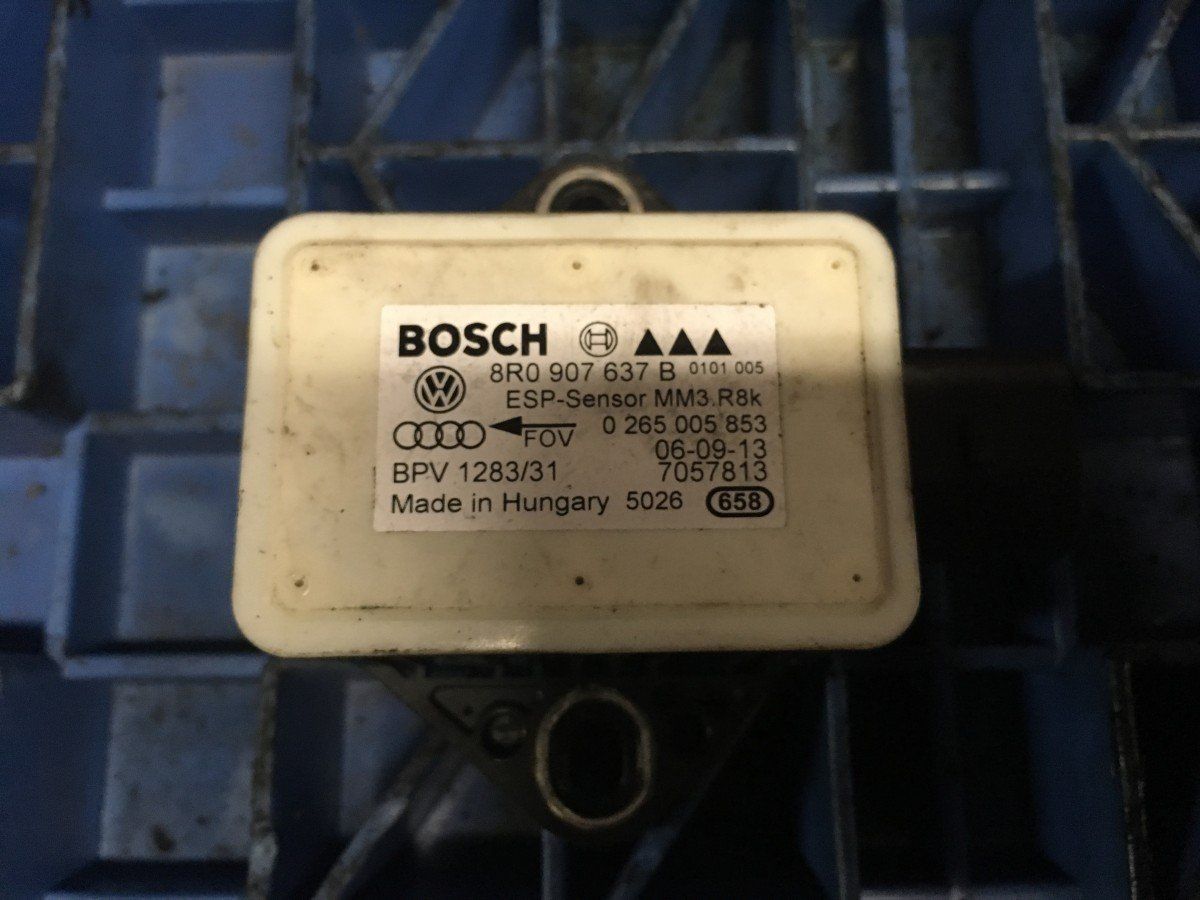 BOSCH
8R0 907 637 B 0101 005
ESP-Sensor MM3.R8k
FOV 0 265 005 853
06-09-13
BPV 1283/31 7057813
Made in Hungary 5026 658